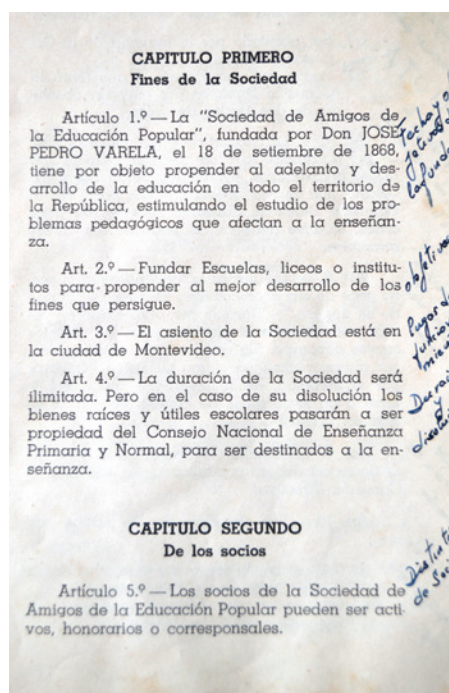 CAPITULO PRIMERO
Fines de la Sociedad
Artículo 1.º — La "Sociedad de Amigos de
la Educación Popular", fundada por Don JOSE
PEDRO VARELA, el 18 de setiembre de 1868,
tiene por objeto propender al adelanto y des-
arrollo de la educación en todo el territorio de
la República, estimulando el estudio de los pro-
blemas pedagógicos que afectan a la enseñan-
za.
Art. 2.º — Fundar Escuelas, liceos o institu-
tos para propender al mejor desarrollo de los
fines que persigue.
objetivos
Art. 3.º — El asiento de la Sociedad está en
la ciudad de Montevideo.
Lugar de
Art. 4.º — La duración de la Sociedad será
ilimitada. Pero en el caso de su disolución los
bienes raíces y útiles escolares pasarán a ser
propiedad del Consejo Nacional de Enseñanza
Primaria y Normal, para ser destinados a la en-
señanza.
y
CAPITULO SEGUNDO
De los socios
Artículo 5.º — Los socios de la Sociedad de
Amigos de la Educación Popular pueden ser acti-
vos, honorarios o corresponsales.
de